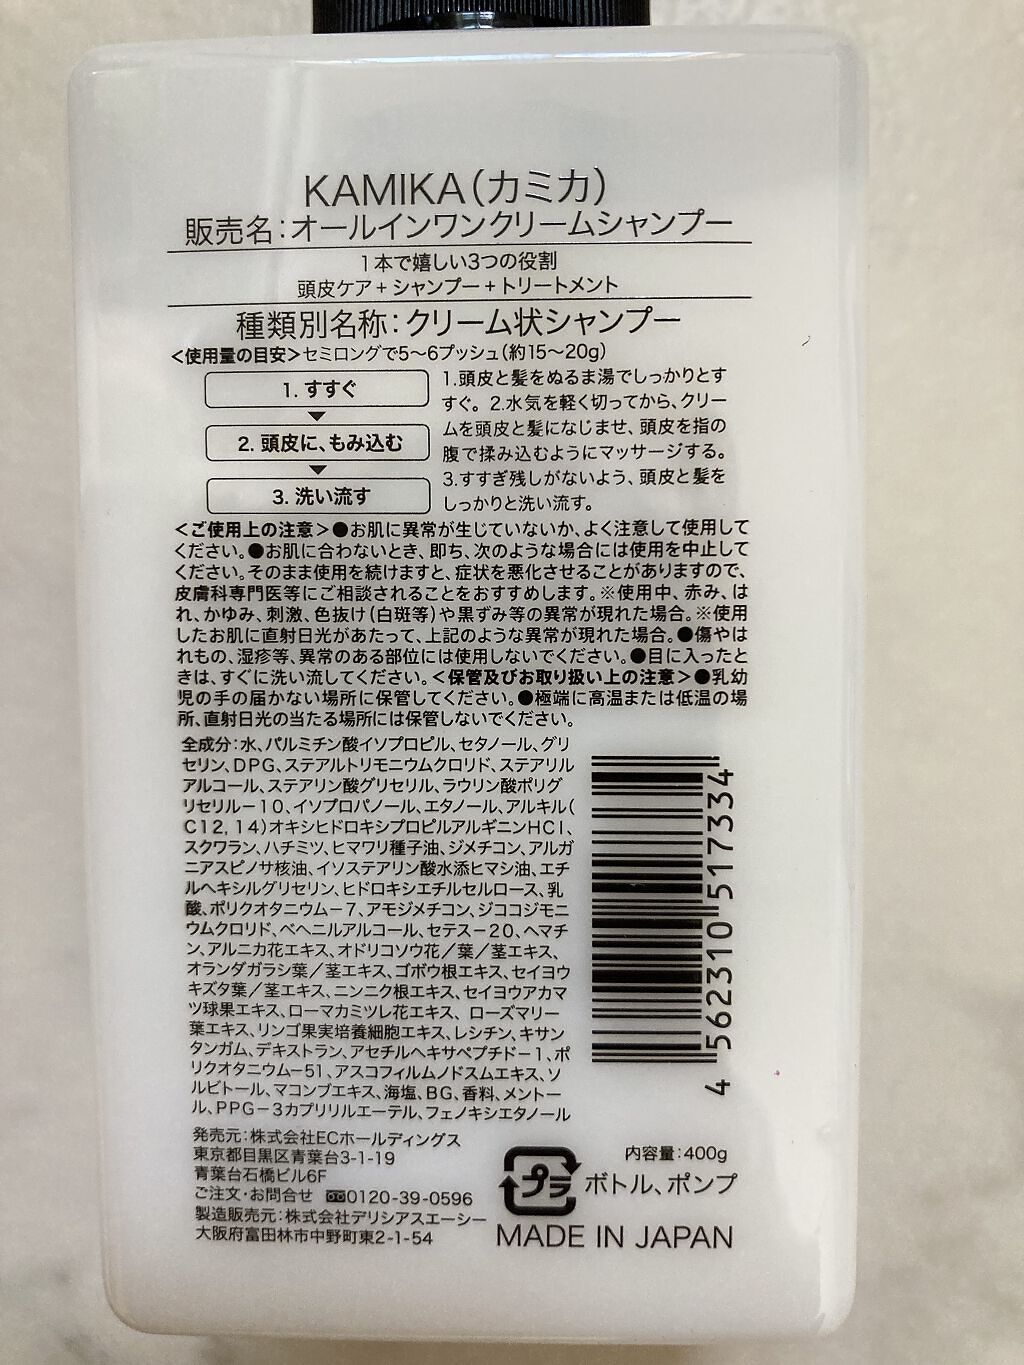 KAMIKA(カミカ)
販売名:オールインワンクリームシャンプー
1本で嬉しい3つの役割
頭皮ケア+シャンプー+トリートメント
種類別名称:クリーム状シャンプー
<使用量の目安>セミロングで5〜6プッシュ(約15〜20g)
1. すすぐ
2. 頭皮に、もみ込む
3. 洗い流す
1.頭皮と髪をぬるま湯でしっかりとす
すぐ。2.水気を軽く切ってから、クリー
ムを頭皮と髪になじませ、頭皮を指の
腹で揉み込むようにマッサージする。
3.すすぎ残しがないよう、頭皮と髪を
しっかりと洗い流す。
<ご使用上の注意>●お肌に異常が生じていないか、よく注意して使用して
ください。●お肌に合わないとき、即ち、次のような場合には使用を中止して
ください。そのまま使用を続けますと、症状を悪化させることがありますので、
皮膚科専門医等にご相談されることをおすすめします。※使用中、赤み、は
れ、かゆみ、刺激、色抜け(白斑等)や黒ずみ等の異常が現れた場合。※使用
したお肌に直射日光があたって、上記のような異常が現れた場合。●傷やは
れもの、湿疹等、異常のある部位には使用しないでください。●目に入ったと
きは、すぐに洗い流してください。<保管及びお取り扱い上の注意>●乳幼
児の手の届かない場所に保管してください。●極端に高温または低温の場
所、直射日光の当たる場所には保管しないでください。
全成分:水、パルミチン酸イソプロピル、セタノール、グリ
セリン、DPG、ステアルトリモニウムクロリド、ステアリル
アルコール、ステアリン酸グリセリル、ラウリン酸ポリグ
リセリル−10、イソプロパノール、エタノール、アルキル(
C12,14)オキシヒドロキシプロピルアルギニンHCl、
スクワラン、ハチミツ、ヒマワリ種子油、ジメチコン、アルガ
ニアスピノサ核油、イソステアリン酸水添ヒマシ油、エチ
ルヘキシルグリセリン、ヒドロキシエチルセルロース、乳
酸、ポリクオタニウム−7、アモジメチコン、ジココジモニ
ウムクロリド、ベヘニルアルコール、セテス−20、ヘマチ
ン、アルニカ花エキス、オドリコソウ花/葉/茎エキス、
オランダガラシ葉/茎エキス、ゴボウ根エキス、セイヨウ
キズタ葉/茎エキス、ニンニク根エキス、セイヨウアカマ
ツ球果エキス、ローマカミツレ花エキス、ローズマリー
葉エキス、リンゴ果実培養細胞エキス、レシチン、キサン
タンガム、デキストラン、アセチルヘキサペプチド−1、ポ
リクオタニウム−51、アスコフィルムノドスムエキス、ソ
ルビトール、マコンブエキス、海塩、BG、香料、メントー
ル、PPG−3カプリリルエーテル、フェノキシエタノール
4 562310 517334
発売元:株式会社ECホールディングス
東京都目黒区青葉台3-1-19
青葉台石橋ビル6F
ご注文・お問合せ 0120-39-0596
製造販売元:株式会社デリシアスエーシー
大阪府富田林市中野町東2-1-54
プラ
内容量:400g
ボトル、ポンプ
MADE IN JAPAN